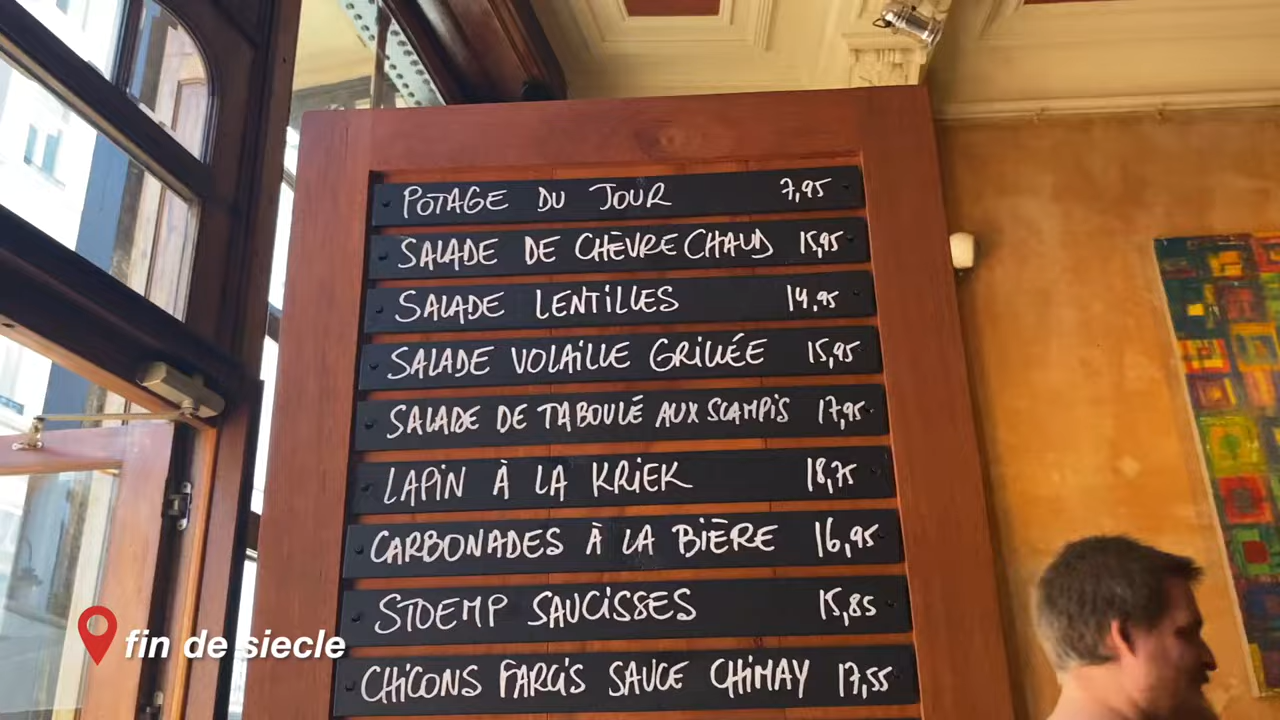 POTAGE DU JOUR 7,95
SALADE DE CHÈVRE CHAUD 15,95
SALADE LENTILLES 14,95
SALADE VOLAILLE GRILLÉE 15,95
SALADE DE TABOULÉ AUX SCAMPIS 17,95
LAPIN À LA KRIEK 18,75
CARBONADES À LA BIÈRE 16,95
STOEMP SAUCISSES 15,85
CHICONS FARCIS SAUCE CHIMAY 17,55
fin de siecle